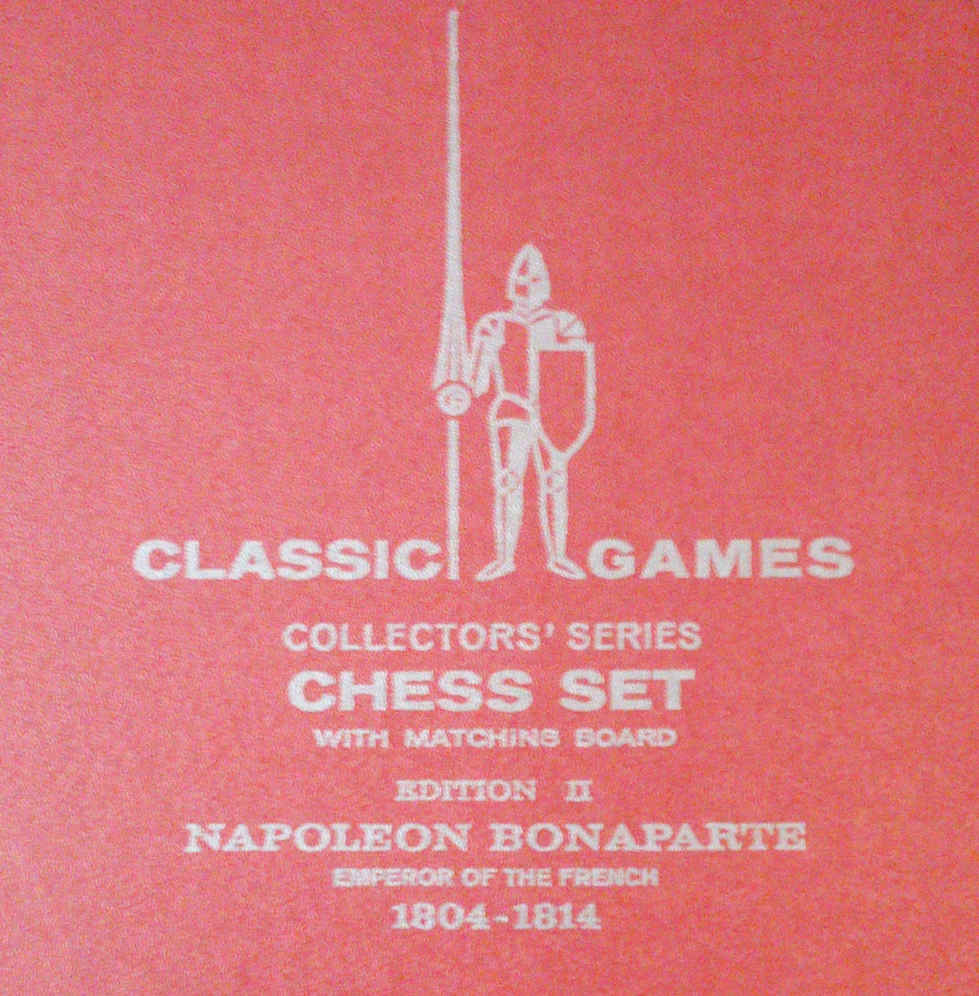 CLASSIC GAMES
COLLECTORS' SERIES
CHESS SET
WITH MATCHING BOARD
EDITION II
NAPOLEON BONAPARTE
EMPEROR OF THE FRENCH
1804-1814